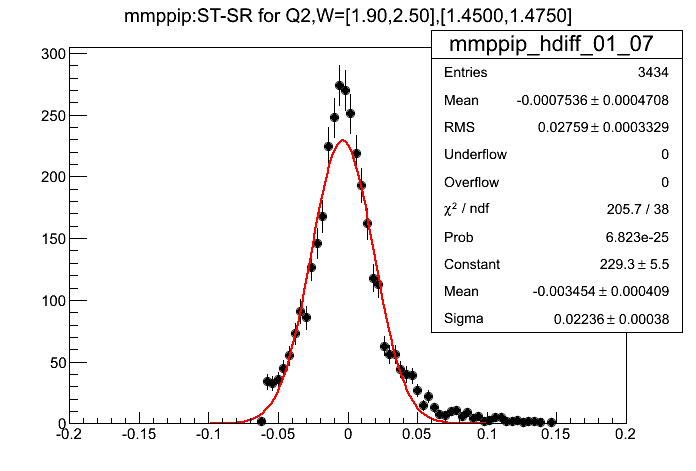 mmppip:ST-SR for Q2,W=[1.90,2.50],[1.4500,1.4750]
mmppip_hdiff_01_07
Entries 3434
Mean -0.0007536 ± 0.0004708
RMS 0.02759 ± 0.0003329
Underflow 0
Overflow 0
χ² / ndf 205.7 / 38
Prob 6.823e-25
Constant 229.3 ± 5.5
Mean -0.003454 ± 0.000409
Sigma 0.02236 ± 0.00038
300
250
200
150
100
50
0
-0.2 -0.15 -0.1 -0.05 0 0.05 0.1 0.15 0.2